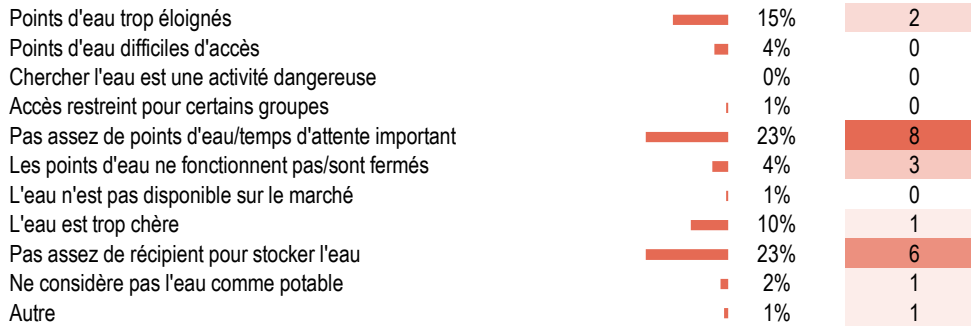 Points d'eau trop éloignés 15% 2
Points d'eau difficiles d'accès 4% 0
Chercher l'eau est une activité dangereuse 0% 0
Accès restreint pour certains groupes 1% 0
Pas assez de points d'eau/temps d'attente important 23% 8
Les points d'eau ne fonctionnent pas/sont fermés 4% 3
L'eau n'est pas disponible sur le marché 1% 0
L'eau est trop chère 10% 1
Pas assez de récipient pour stocker l'eau 23% 6
Ne considère pas l'eau comme potable 2% 1
Autre 1% 1